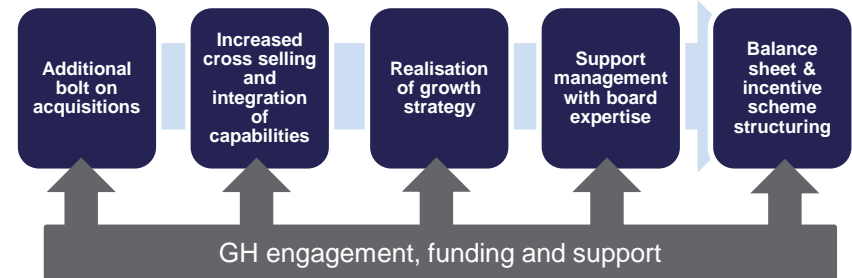 Additional
bolt on
acquisitions
Increased
cross selling
and
integration
of
capabilities
Realisation
of growth
strategy
Support
management
with board
expertise
Balance
sheet &
incentive
scheme
structuring
GH engagement, funding and support